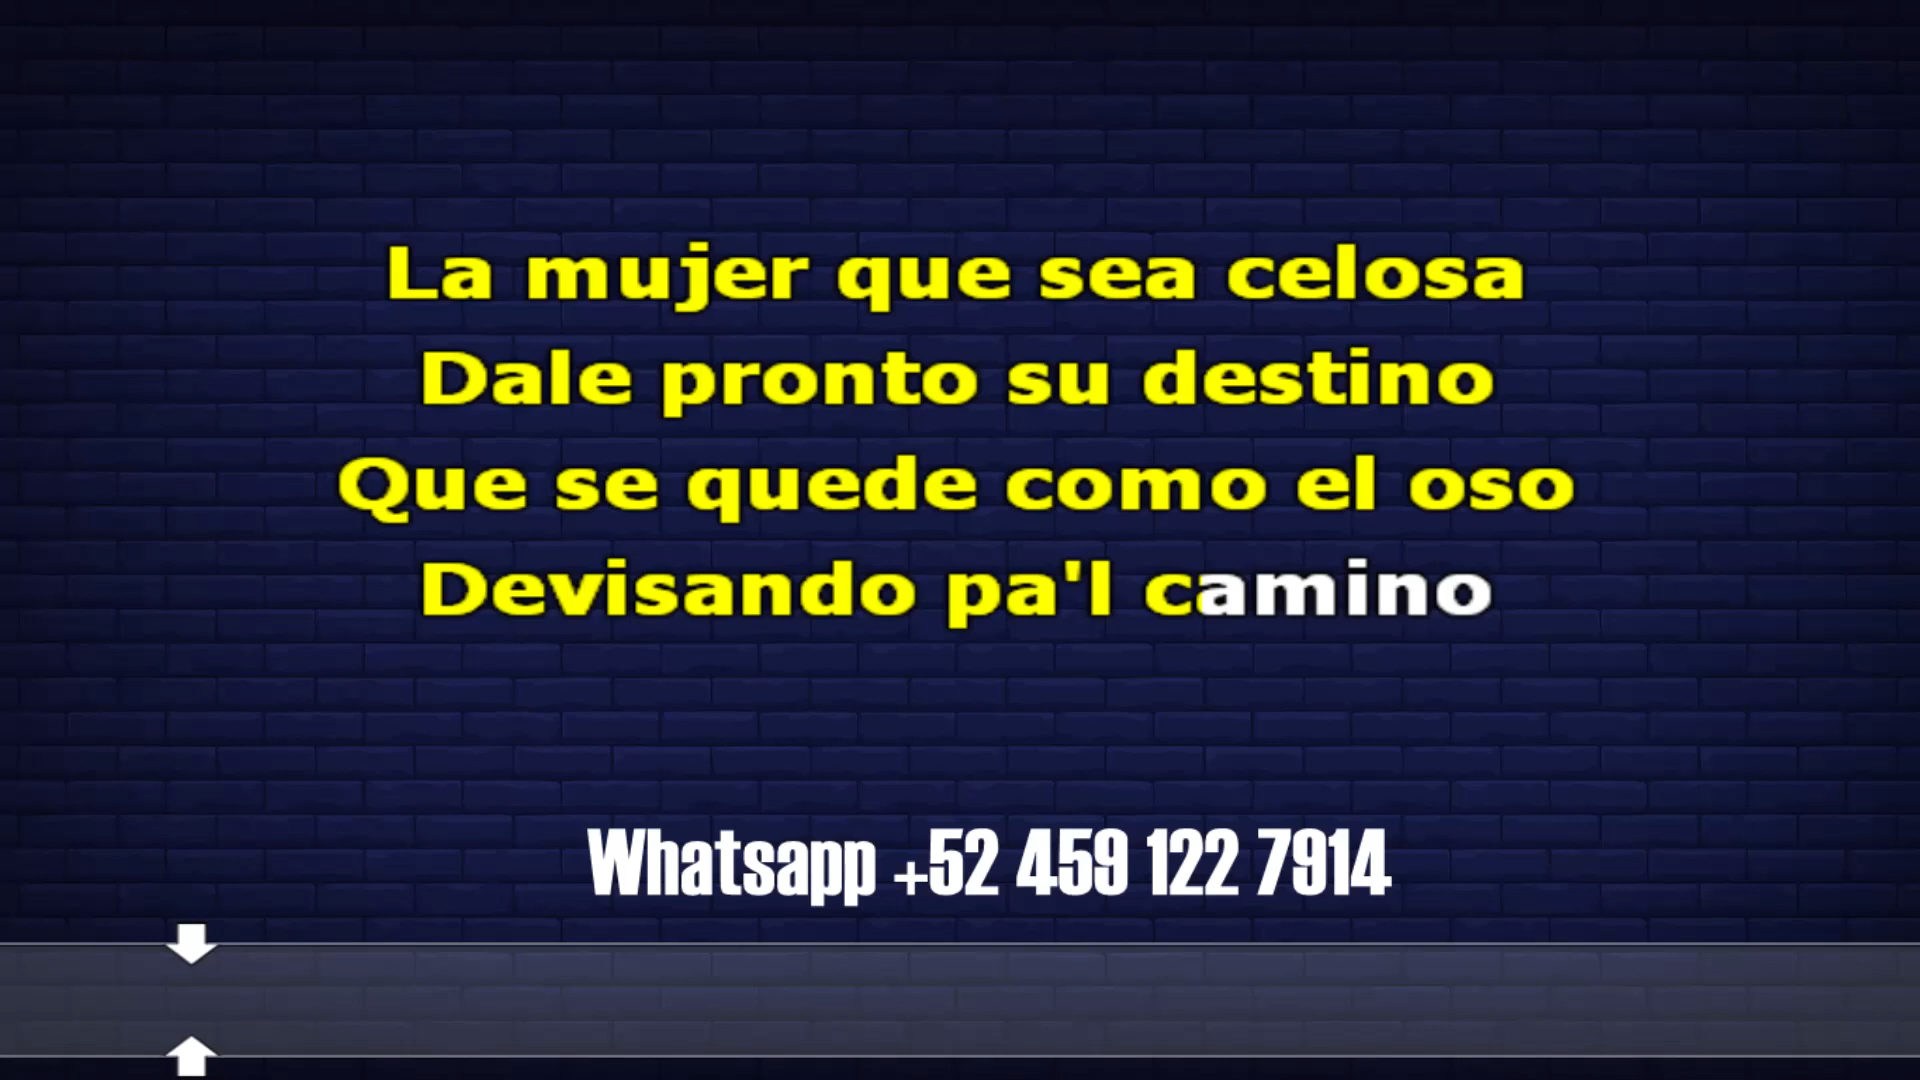 La mujer que sea celosa
Dale pronto su destino
Que se quede como el oso
Devisando pa'l camino
Whatsapp +52 459 122 7914